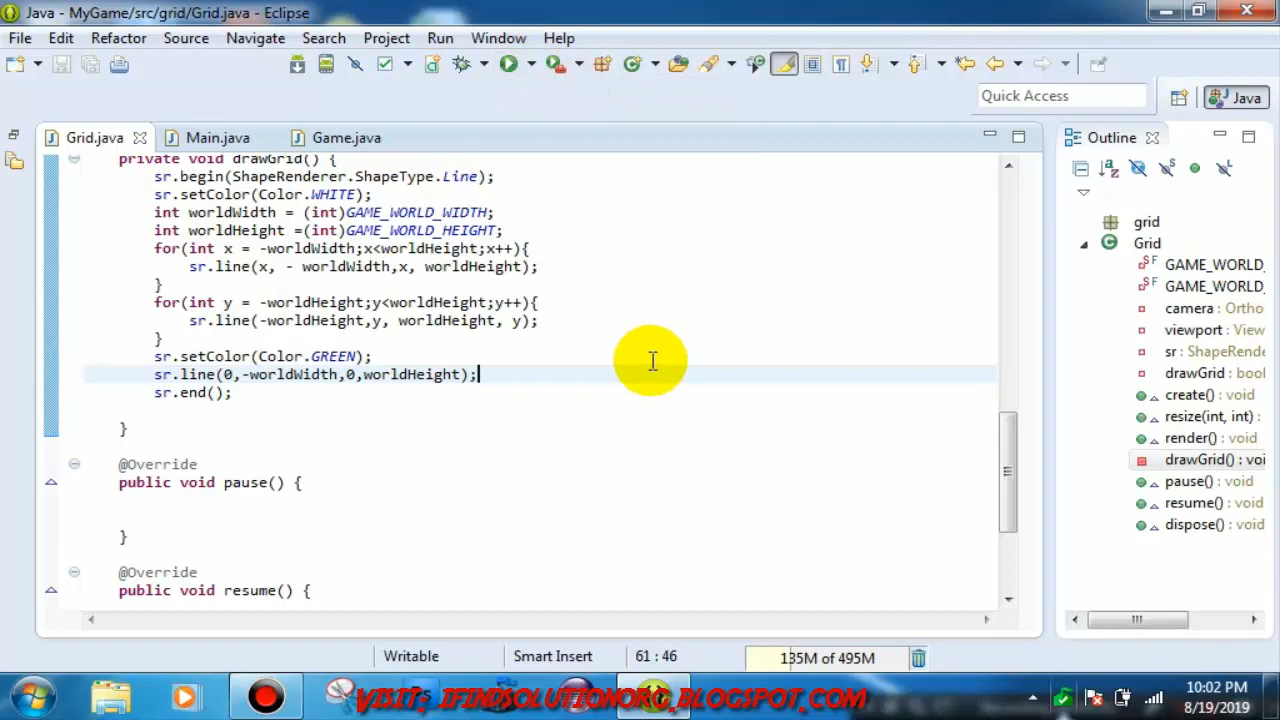 Java - MyGame/src/grid/Grid.java - Eclipse
File Edit Refactor Source Navigate Search Project Run Window Help
Quick Access
Java
Grid.java
Main.java
Game.java
Outline
private void drawGrid() {
sr.begin(ShapeRenderer.ShapeType.Line);
sr.setColor(Color.WHITE);
int worldWidth = (int)GAME_WORLD_WIDTH;
int worldHeight =(int)GAME_WORLD_HEIGHT;
for(int x = -worldWidth;x<worldHeight;x++){
sr.line(x, - worldWidth,x, worldHeight);
}
for(int y = -worldHeight;y<worldHeight;y++){
sr.line(-worldHeight,y, worldHeight, y);
}
sr.setColor(Color.GREEN);
sr.line(0,-worldWidth,0,worldHeight);
sr.end();
}
@Override
public void pause() {
}
@Override
public void resume() {
grid
Grid
GAME_WORLD_
GAME_WORLD_
camera : Ortho
viewport : View
sr : ShapeRende
drawGrid : bool
create() : void
resize(int, int) :
render() : void
drawGrid() : voi
pause() : void
resume() : void
dispose() : void
Writable
Smart Insert
61 : 46
135M of 495M
VISIT: IFINDSOLUTIONORG.BLOGSPOT.COM
10:02 PM
8/19/2019